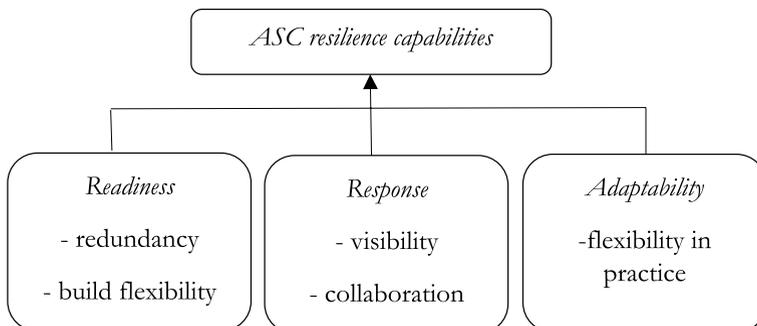 ASC resilience capabilities
Readiness
- redundancy
- build flexibility
Response
- visibility
- collaboration
Adaptability
-flexibility in
practice